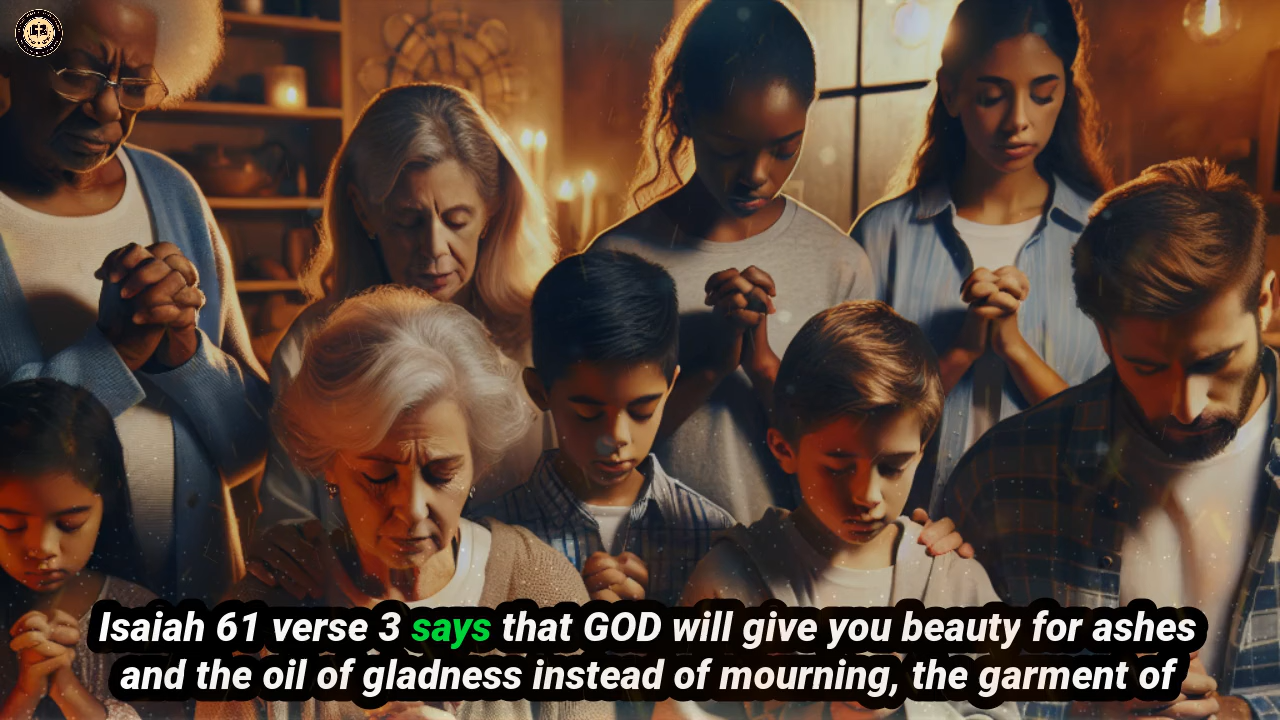 Isaiah 61 verse 3 says that GOD will give you beauty for ashes
and the oil of gladness instead of mourning, the garment of